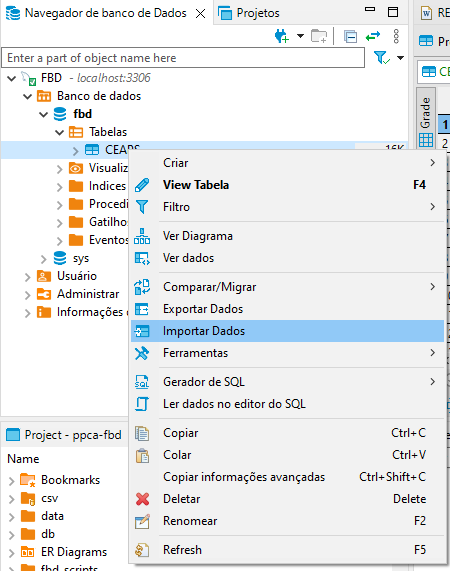 Navegador de banco de Dados
Projetos
Enter a part of object name here
FBD - localhost:3306
Banco de dados
fbd
Tabelas
CEAPS
16K
Visualiz
Indices
Procedi
Gatilhos
Eventos
sys
Usuário
Administrar
Informações
Criar
View Tabela F4
Filtro
Ver Diagrama
Ver dados
Comparar/Migrar
Exportar Dados
Importar Dados
Ferramentas
Gerador de SQL
Ler dados no editor do SQL
Copiar Ctrl+C
Colar Ctrl+V
Copiar informações avançadas Ctrl+Shift+C
Deletar Delete
Renomear F2
Refresh F5
Project - ppca-fbd
Name
Bookmarks
csv
data
db
ER Diagrams
fbd_scripts
RE
Pr
CE
Grade
1
2